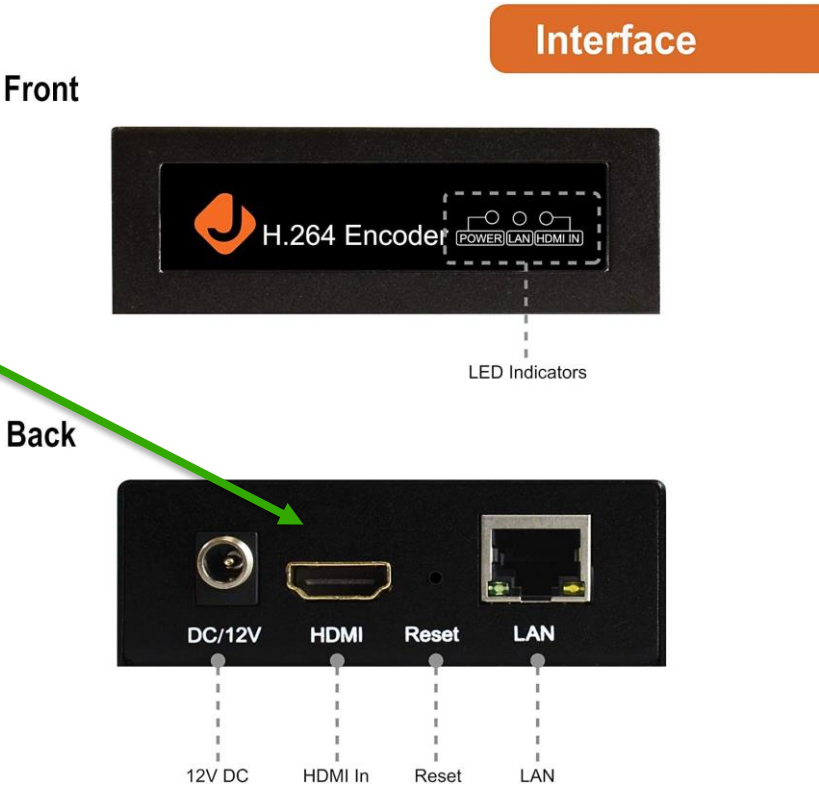 Interface
Front
H.264 Encoder
POWER LAN HDMI IN
LED Indicators
Back
DC/12V HDMI Reset LAN
12V DC HDMI In Reset LAN